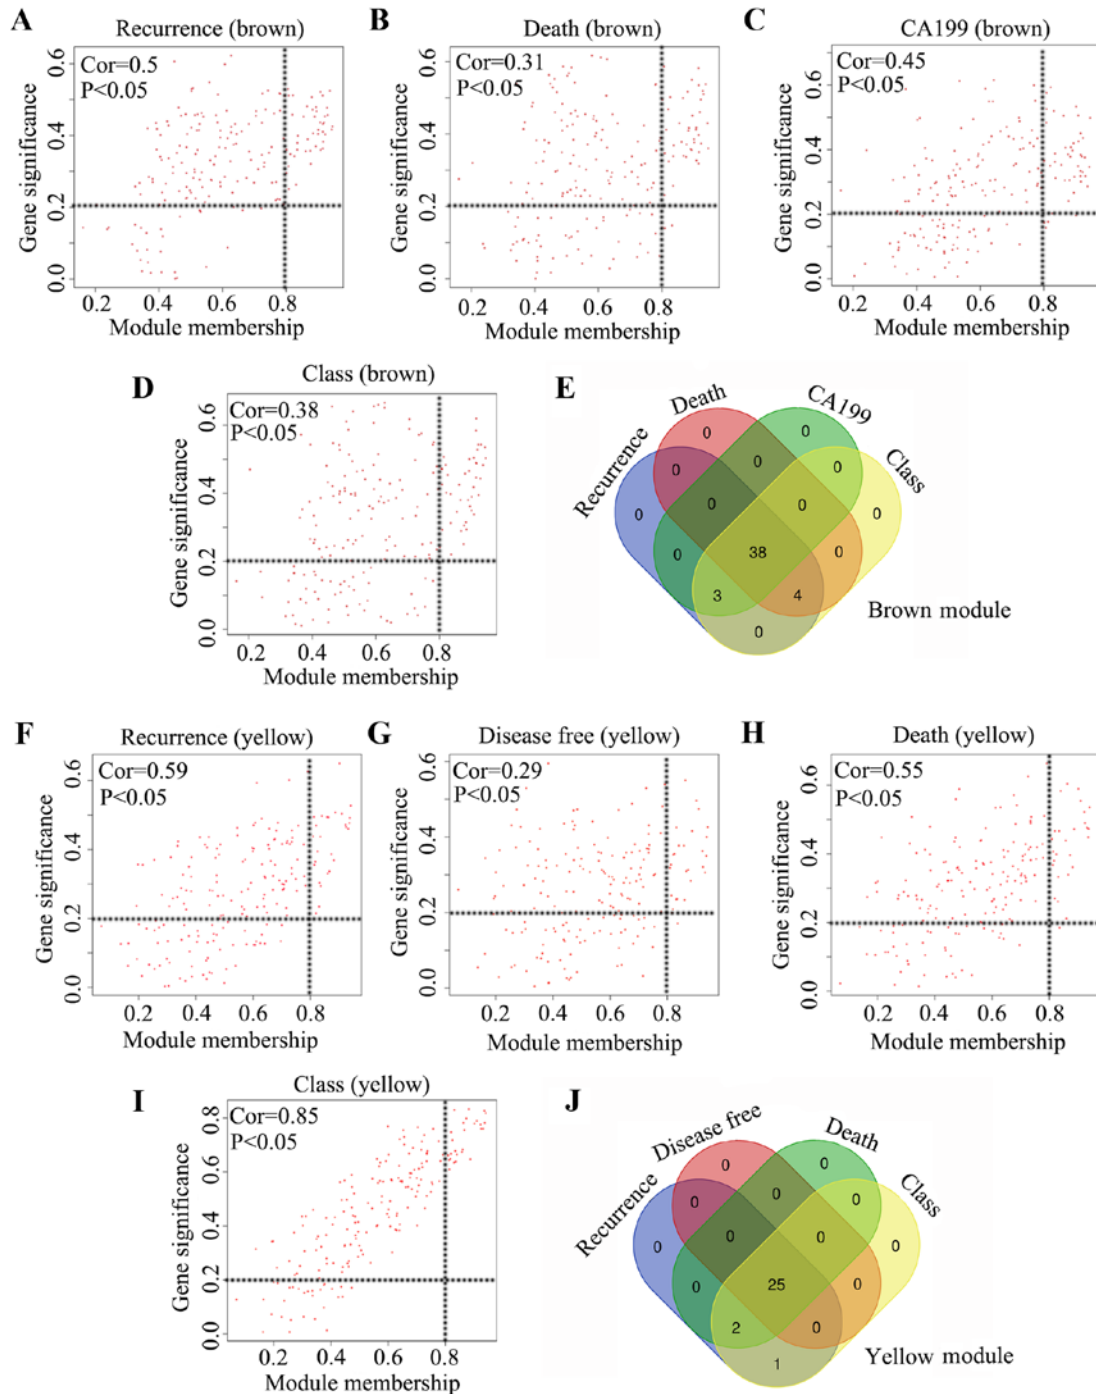 A
Recurrence (brown)
Cor=0.5
P<0.05
Gene significance
0.0 0.2 0.4 0.6
0.2 0.4 0.6 0.8
Module membership
B
Death (brown)
Cor=0.31
P<0.05
Gene significance
0.0 0.2 0.4 0.6
0.2 0.4 0.6 0.8
Module membership
C
CA199 (brown)
Cor=0.45
P<0.05
Gene significance
0.0 0.2 0.4 0.6
0.2 0.4 0.6 0.8
Module membership
D
Class (brown)
Cor=0.38
P<0.05
Gene significance
0.0 0.2 0.4 0.6
0.2 0.4 0.6 0.8
Module membership
E
Recurrence
Death
CA199
Class
0 0
0 0 0
0 0 0 0
0 38 0
3 4
0
Brown module
F
Recurrence (yellow)
Cor=0.59
P<0.05
Gene significance
0.0 0.2 0.4 0.6
0.2 0.4 0.6 0.8
Module membership
G
Disease free (yellow)
Cor=0.29
P<0.05
Gene significance
0.0 0.2 0.4 0.6
0.2 0.4 0.6 0.8
Module membership
H
Death (yellow)
Cor=0.55
P<0.05
Gene significance
0.0 0.2 0.4 0.6
0.2 0.4 0.6 0.8
Module membership
I
Class (yellow)
Cor=0.85
P<0.05
Gene significance
0.0 0.2 0.4 0.6 0.8
0.2 0.4 0.6 0.8
Module membership
J
Recurrence
Disease free
Death
Class
0 0
0 0 0
0 0 0 0
0 25 0
2 0
1
Yellow module